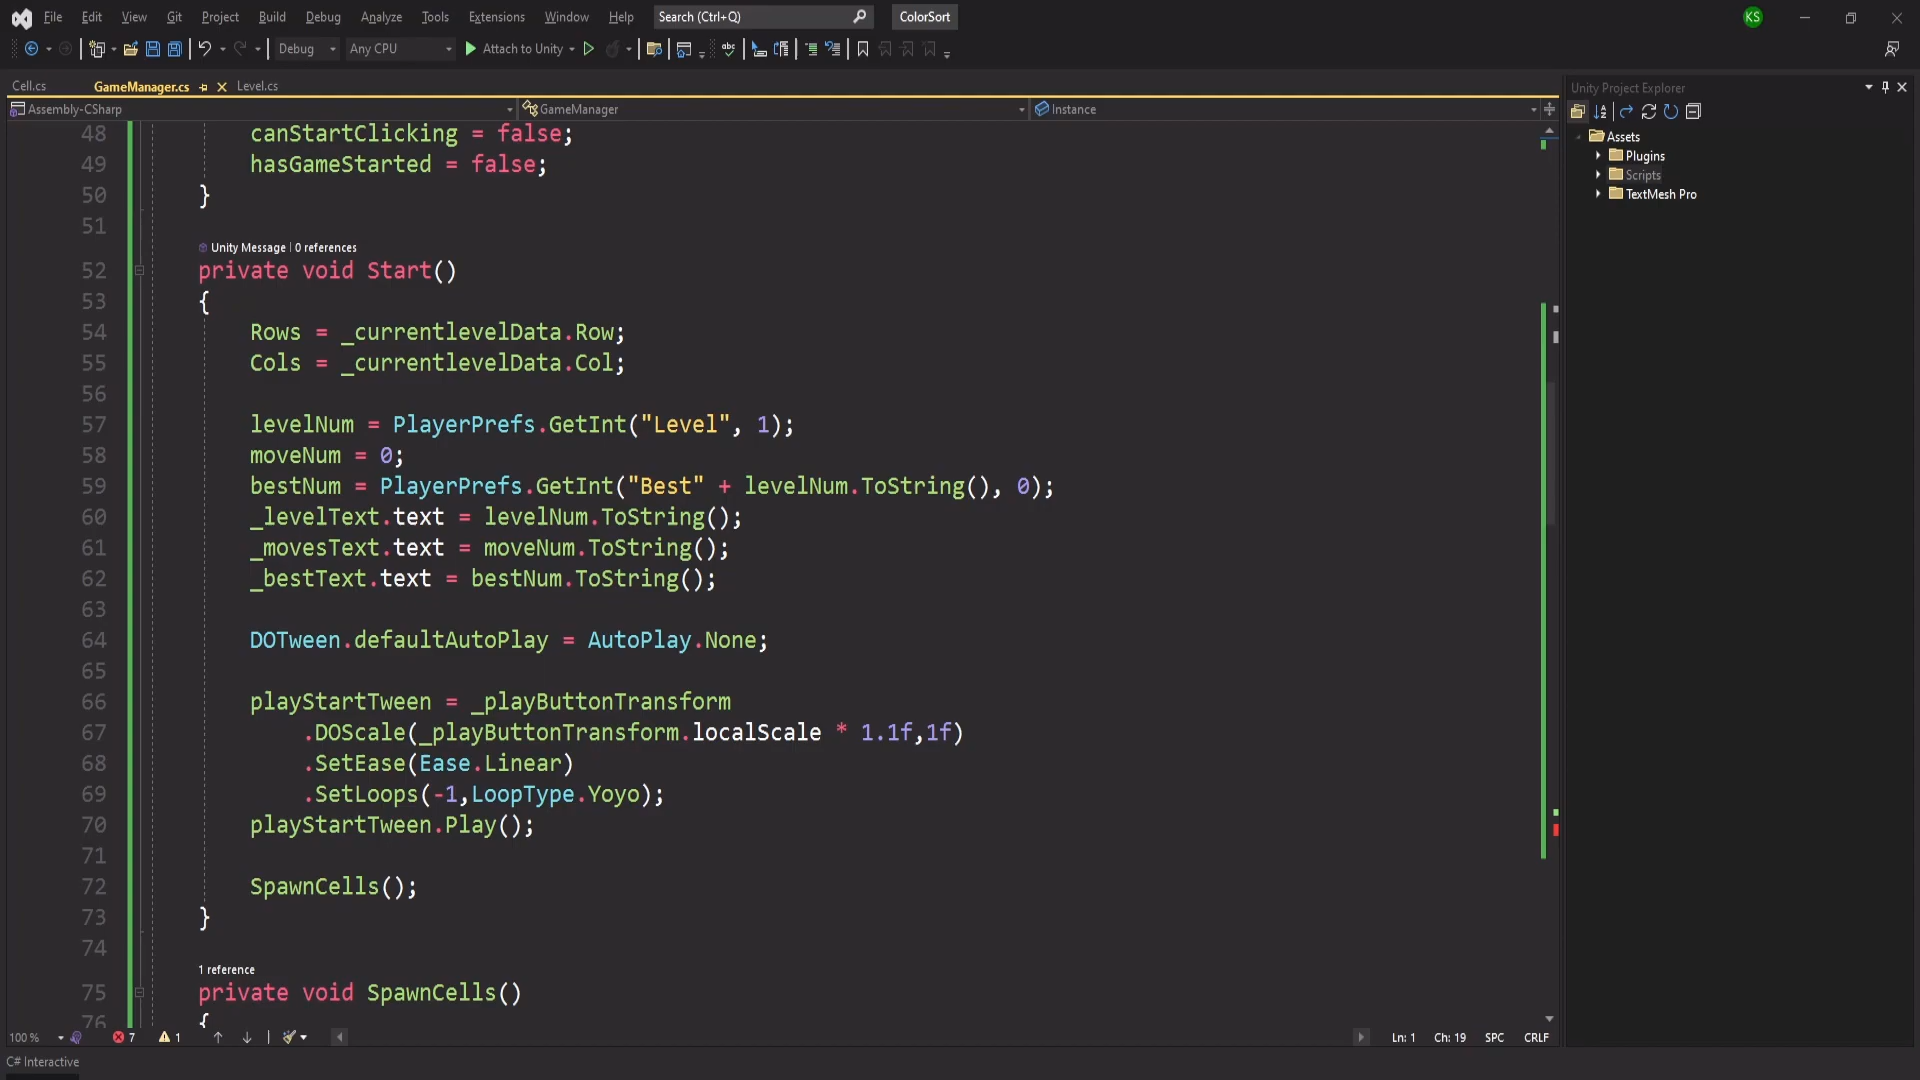 File Edit View Git Project Build Debug Analyze Tools Extensions Window Help Search (Ctrl+Q) ColorSort KS
Debug Any CPU Attach to Unity
Cell.cs GameManager.cs Level.cs
Assembly-CSharp GameManager Instance
48 canStartClicking = false;
49 hasGameStarted = false;
50 }
51
Unity Message | 0 references
52 private void Start()
53 {
54 Rows = _currentlevelData.Row;
55 Cols = _currentlevelData.Col;
56
57 levelNum = PlayerPrefs.GetInt("Level", 1);
58 moveNum = 0;
59 bestNum = PlayerPrefs.GetInt("Best" + levelNum.ToString(), 0);
60 _levelText.text = levelNum.ToString();
61 _movesText.text = moveNum.ToString();
62 _bestText.text = bestNum.ToString();
63
64 DOTween.defaultAutoPlay = AutoPlay.None;
65
66 playStartTween = _playButtonTransform
67 .DOScale(_playButtonTransform.localScale * 1.1f,1f)
68 .SetEase(Ease.Linear)
69 .SetLoops(-1,LoopType.Yoyo);
70 playStartTween.Play();
71
72 SpawnCells();
73 }
74
1 reference
75 private void SpawnCells()
76 {
100 % 7 1 Ln: 1 Ch: 19 SPC CRLF
C# Interactive
Unity Project Explorer
Assets
Plugins
Scripts
TextMesh Pro